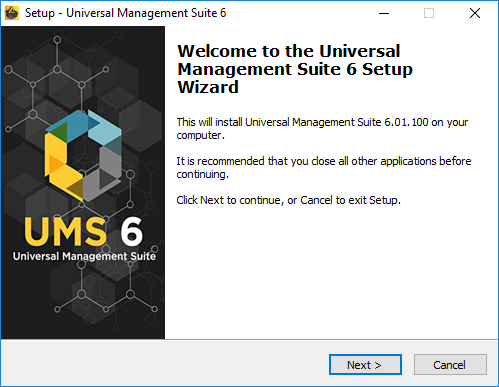 Setup - Universal Management Suite 6
Welcome to the Universal
Management Suite 6 Setup
Wizard
This will install Universal Management Suite 6.01.100 on your
computer.
It is recommended that you close all other applications before
continuing.
Click Next to continue, or Cancel to exit Setup.
UMS 6
Universal Management Suite
Next >
Cancel